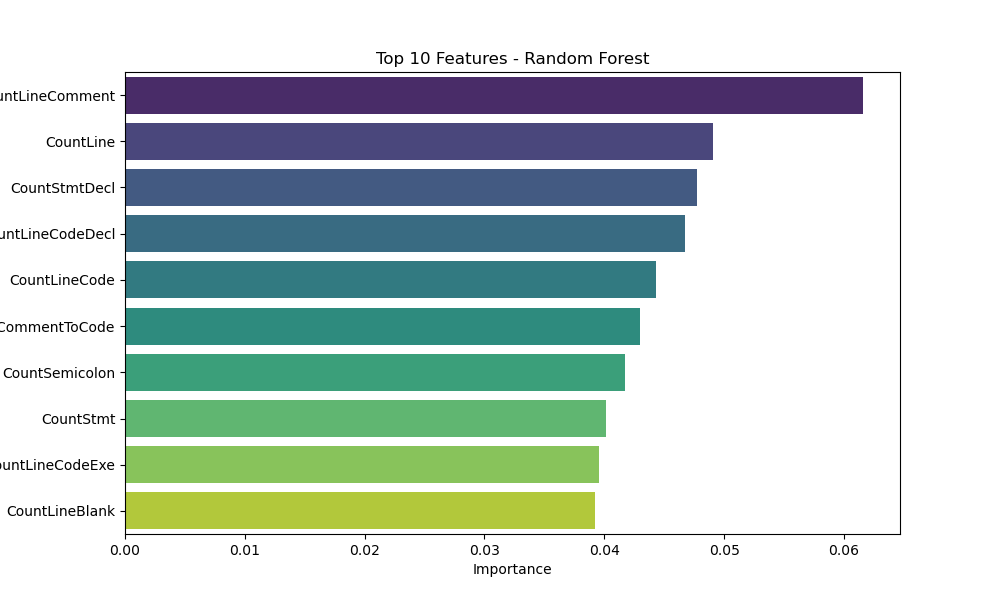 Top 10 Features - Random Forest
untLineComment
CountLine
CountStmtDecl
untLineCodeDecl
CountLineCode
CommentToCode
CountSemicolon
CountStmt
ountLineCodeExe
CountLineBlank
0.00 0.01 0.02 0.03 0.04 0.05 0.06
Importance